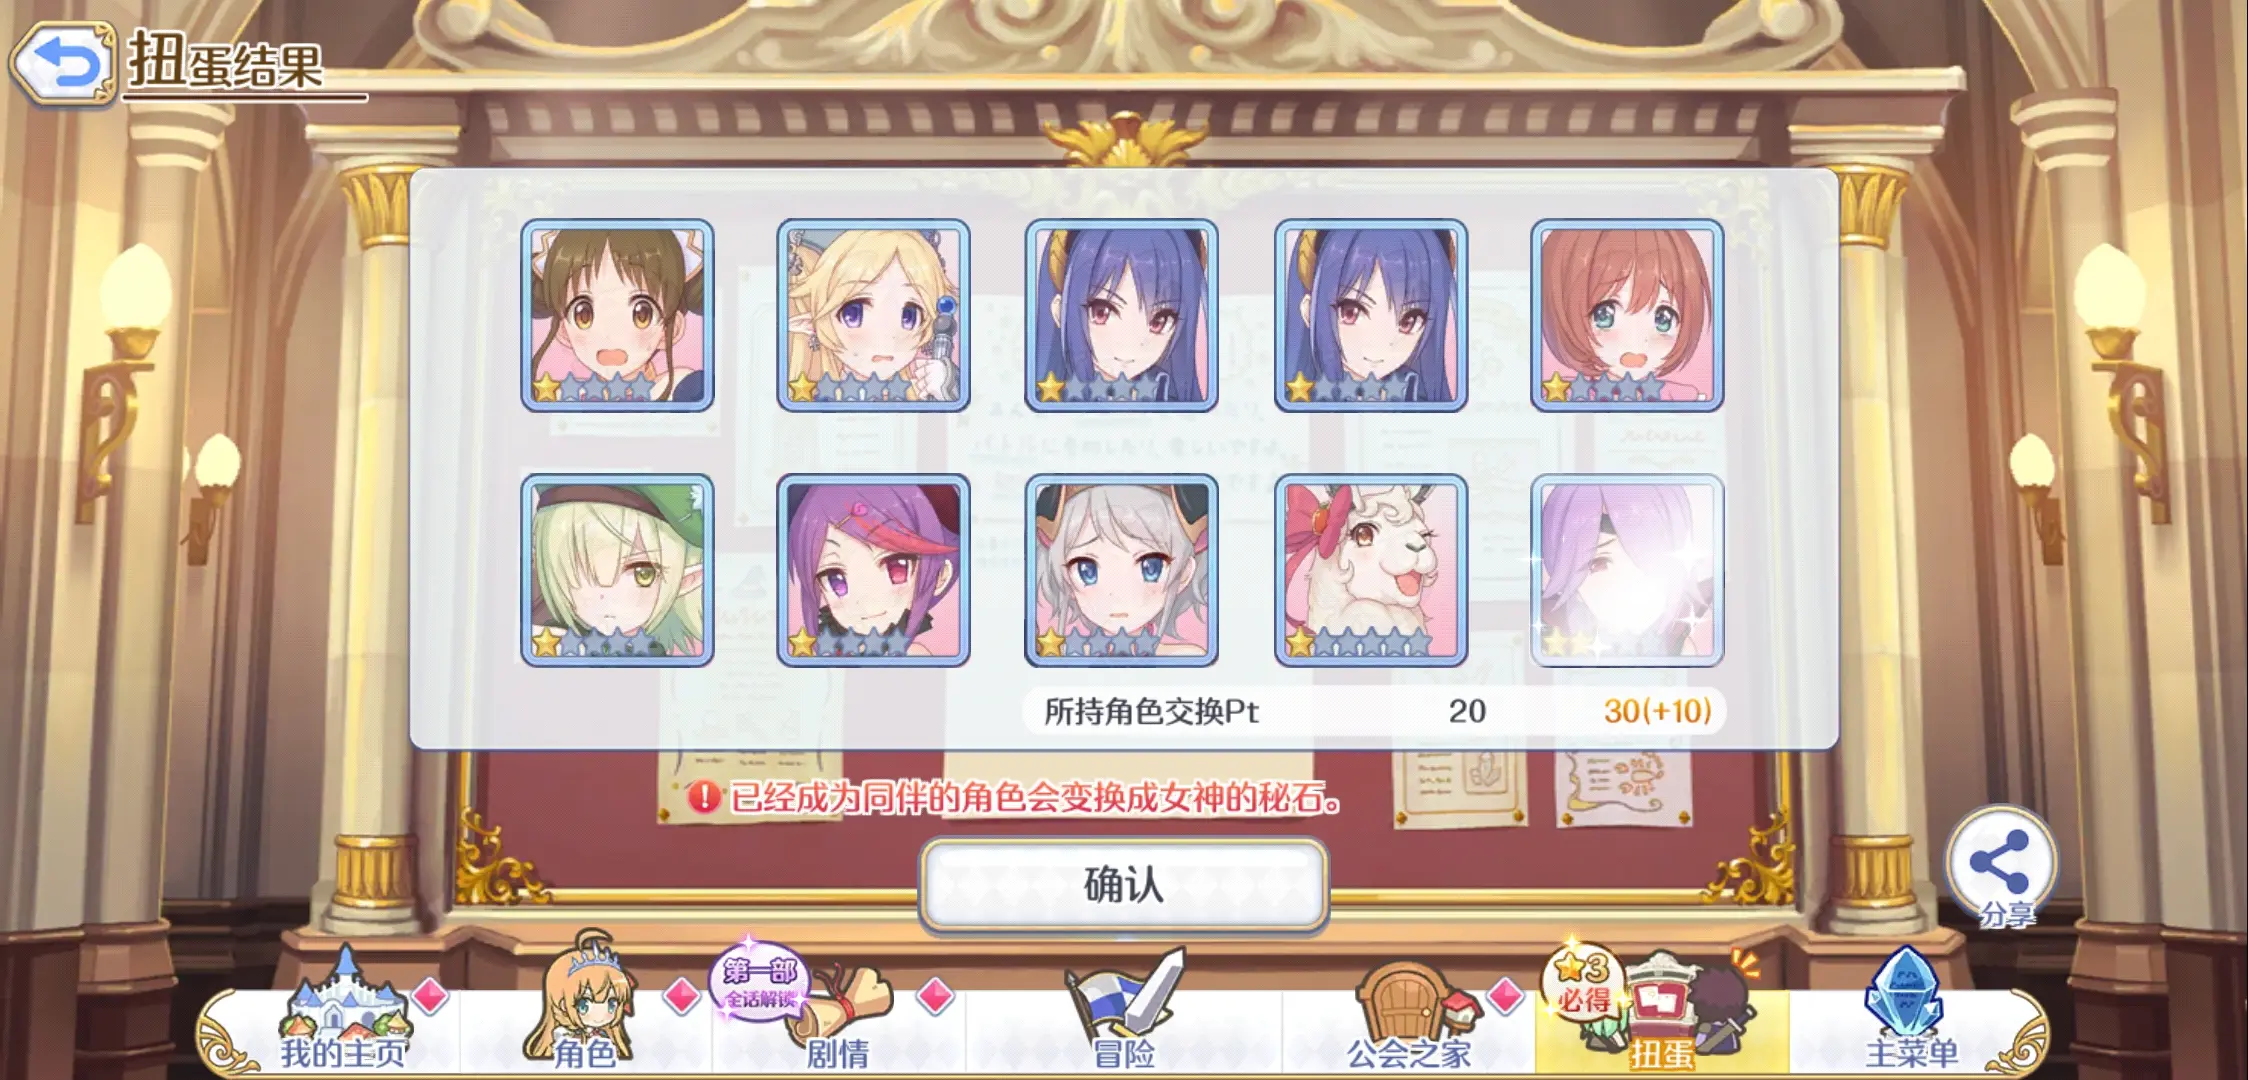 扭蛋结果
所持角色交换Pt 20 30(+10)
已经成为同伴的角色会变换成女神的秘石。
确认
分享
第一部
全话解读
3
必得
我的主页
角色
剧情
冒险
公会之家
扭蛋
主菜单